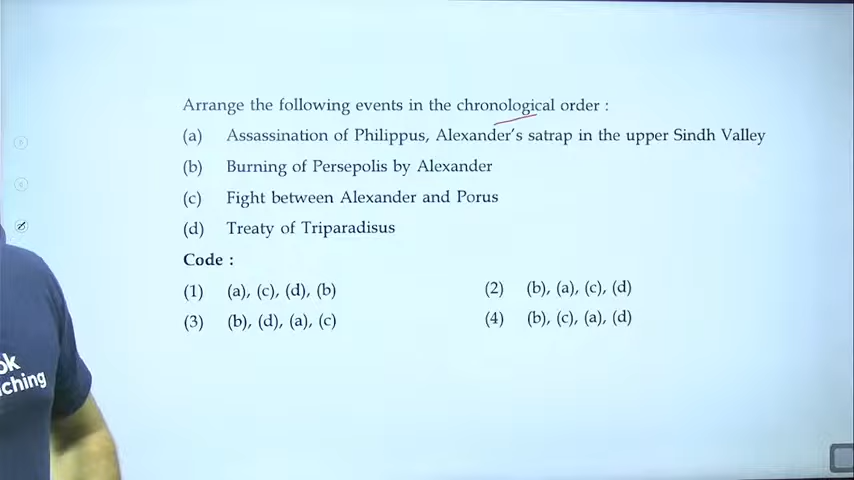 Arrange the following events in the chronological order :
(a) Assassination of Philippus, Alexander's satrap in the upper Sindh Valley
(b) Burning of Persepolis by Alexander
(c) Fight between Alexander and Porus
(d) Treaty of Triparadisus
Code :
(1) (a), (c), (d), (b) (2) (b), (a), (c), (d)
(3) (b), (d), (a), (c) (4) (b), (c), (a), (d)
ok
ching